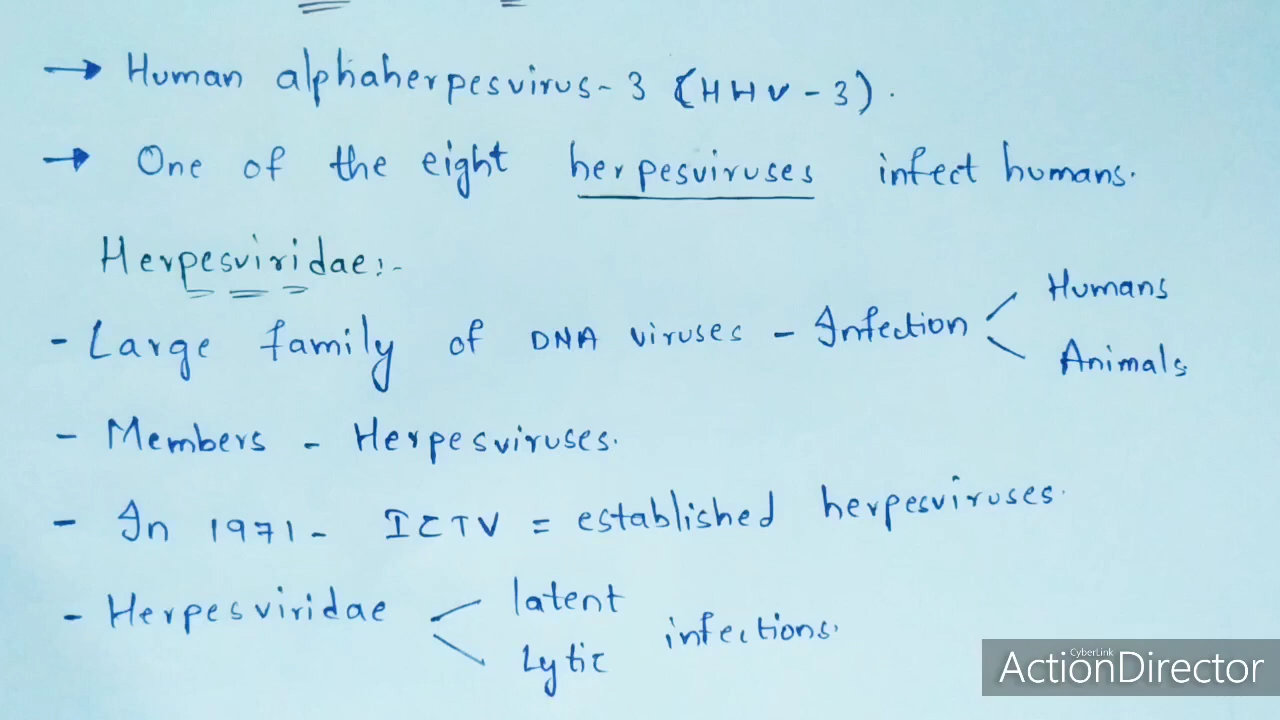 → Human alphaherpesvirus - 3 (HHV - 3).
→ One of the eight herpesviruses infect humans.
Herpesviridae:-
- Large family of DNA viruses - Infection < Humans
Animals.
- Members - Herpesviruses.
- In 1971 - ICTV = established herpesviruses.
- Herpesviridae < latent
Lytic infections.
CyberLink
ActionDirector